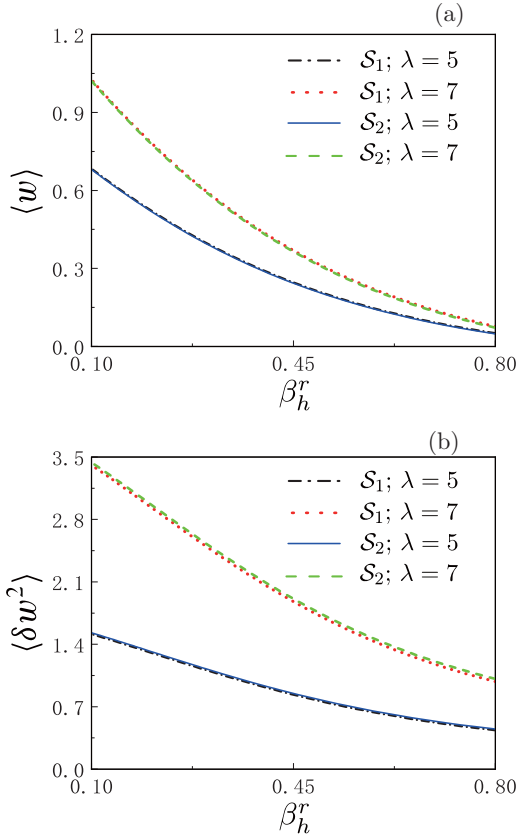 (a)
1.2
0.9
0.6
0.3
0.0
⟨w⟩
S₁; λ = 5
S₁; λ = 7
S₂; λ = 5
S₂; λ = 7
0.10 0.45 0.80
βₕʳ
(b)
3.5
2.8
2.1
1.4
0.7
0.0
⟨δw²⟩
S₁; λ = 5
S₁; λ = 7
S₂; λ = 5
S₂; λ = 7
0.10 0.45 0.80
βₕʳ